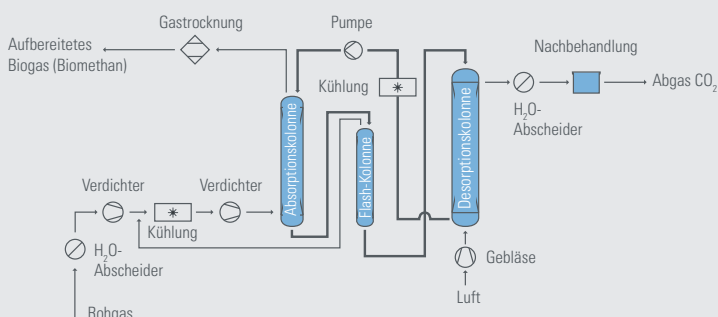 Gastrocknung
Pumpe
Aufbereitetes
Biogas (Biomethan)
Nachbehandlung
Kühlung
Abgas CO₂
H₂O-
Abscheider
Absorptionskolonne
Flash-Kolonne
Desorptionskolonne
Verdichter
Verdichter
Kühlung
H₂O-
Abscheider
Gebläse
Luft
Rohgas